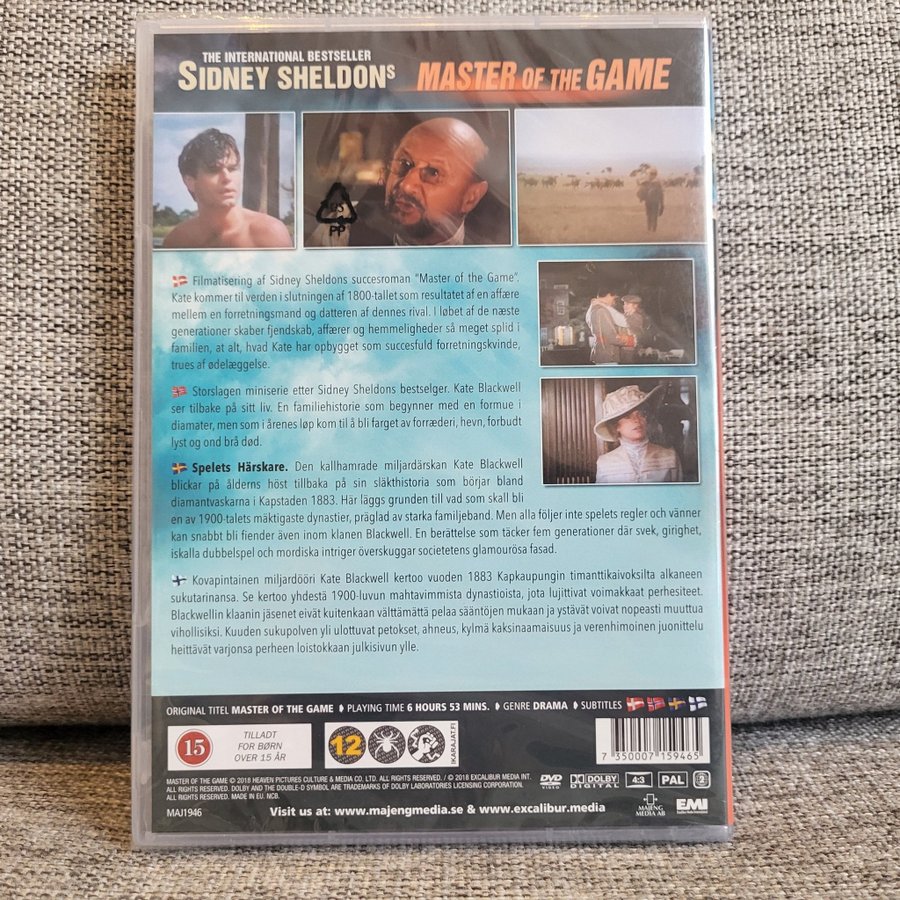 THE INTERNATIONAL BESTSELLER
SIDNEY SHELDONS MASTER OF THE GAME
PP
Filmatisering af Sidney Sheldons succesroman "Master of the Game".
Kate kommer til verden i slutningen af 1800-tallet som resultatet af en affære
mellem en forretningsmand og datteren af dennes rival. I løbet af de næste
generationer skaber fjendskab, affærer og hemmeligheder så meget splid i
familien, at alt, hvad Kate har opbygget som succesfuld forretningskvinde,
trues af ødelæggelse.
Storslagen miniserie etter Sidney Sheldons bestselger. Kate Blackwell
ser tilbake på sitt liv. En familiehistorie som begynner med en formue i
diamater, men som i årenes løp kom til å bli farget av forræderi, hevn, forbudt
lyst og ond brå død.
Spelets Härskare. Den kallhamrade miljardärskan Kate Blackwell
blickar på ålderns höst tillbaka på sin släkthistoria som börjar bland
diamantvaskarna i Kapstaden 1883. Här läggs grunden till vad som skall bli
en av 1900-talets mäktigaste dynastier, präglad av starka familjeband. Men alla följer inte spelets regler och vänner
kan snabbt bli fiender även inom klanen Blackwell. En berättelse som täcker fem generationer där svek, girighet,
iskalla dubbelspel och mordiska intriger överskuggar societetens glamourösa fasad.
Kovapintainen miljardööri Kate Blackwell kertoo vuoden 1883 Kapkaupungin timanttikaivoksilta alkaneen
sukutarinansa. Se kertoo yhdestä 1900-luvun mahtavimmista dynastioista, jota lujittivat voimakkaat perhesiteet.
Blackwellin klaanin jäsenet eivät kuitenkaan välttämättä pelaa sääntöjen mukaan ja ystävät voivat nopeasti muuttua
vihollisiksi. Kuuden sukupolven yli ulottuvat petokset, ahneus, kylmä kaksinaamaisuus ja verenhimoinen juonittelu
heittävät varjonsa perheen loistokkaan julkisivun ylle.
ORIGINAL TITEL MASTER OF THE GAME PLAYING TIME 6 HOURS 53 MINS. GENRE DRAMA SUBTITLES
15
TILLADT
FOR BØRN
OVER 15 ÅR
12
IKARAJAT.FI
7 350007 159465
MASTER OF THE GAME © 2018 HEAVEN PICTURES CULTURE & MEDIA CO. LTD. ALL RIGHTS RESERVED. / © 2018 EXCALIBUR MEDIA INT.
ALL RIGHTS RESERVED. DOLBY AND THE DOUBLE-D SYMBOL ARE TRADEMARKS OF DOLBY LABORATORIES LICENSING CORPORATION.
MADE IN EU. NCB.
MAJ1946
Visit us at: www.majengmedia.se & www.excalibur.media
DVD
VIDEO
DOLBY
DIGITAL
4:3
PAL
2
MAJENG
MEDIA AB
EMI